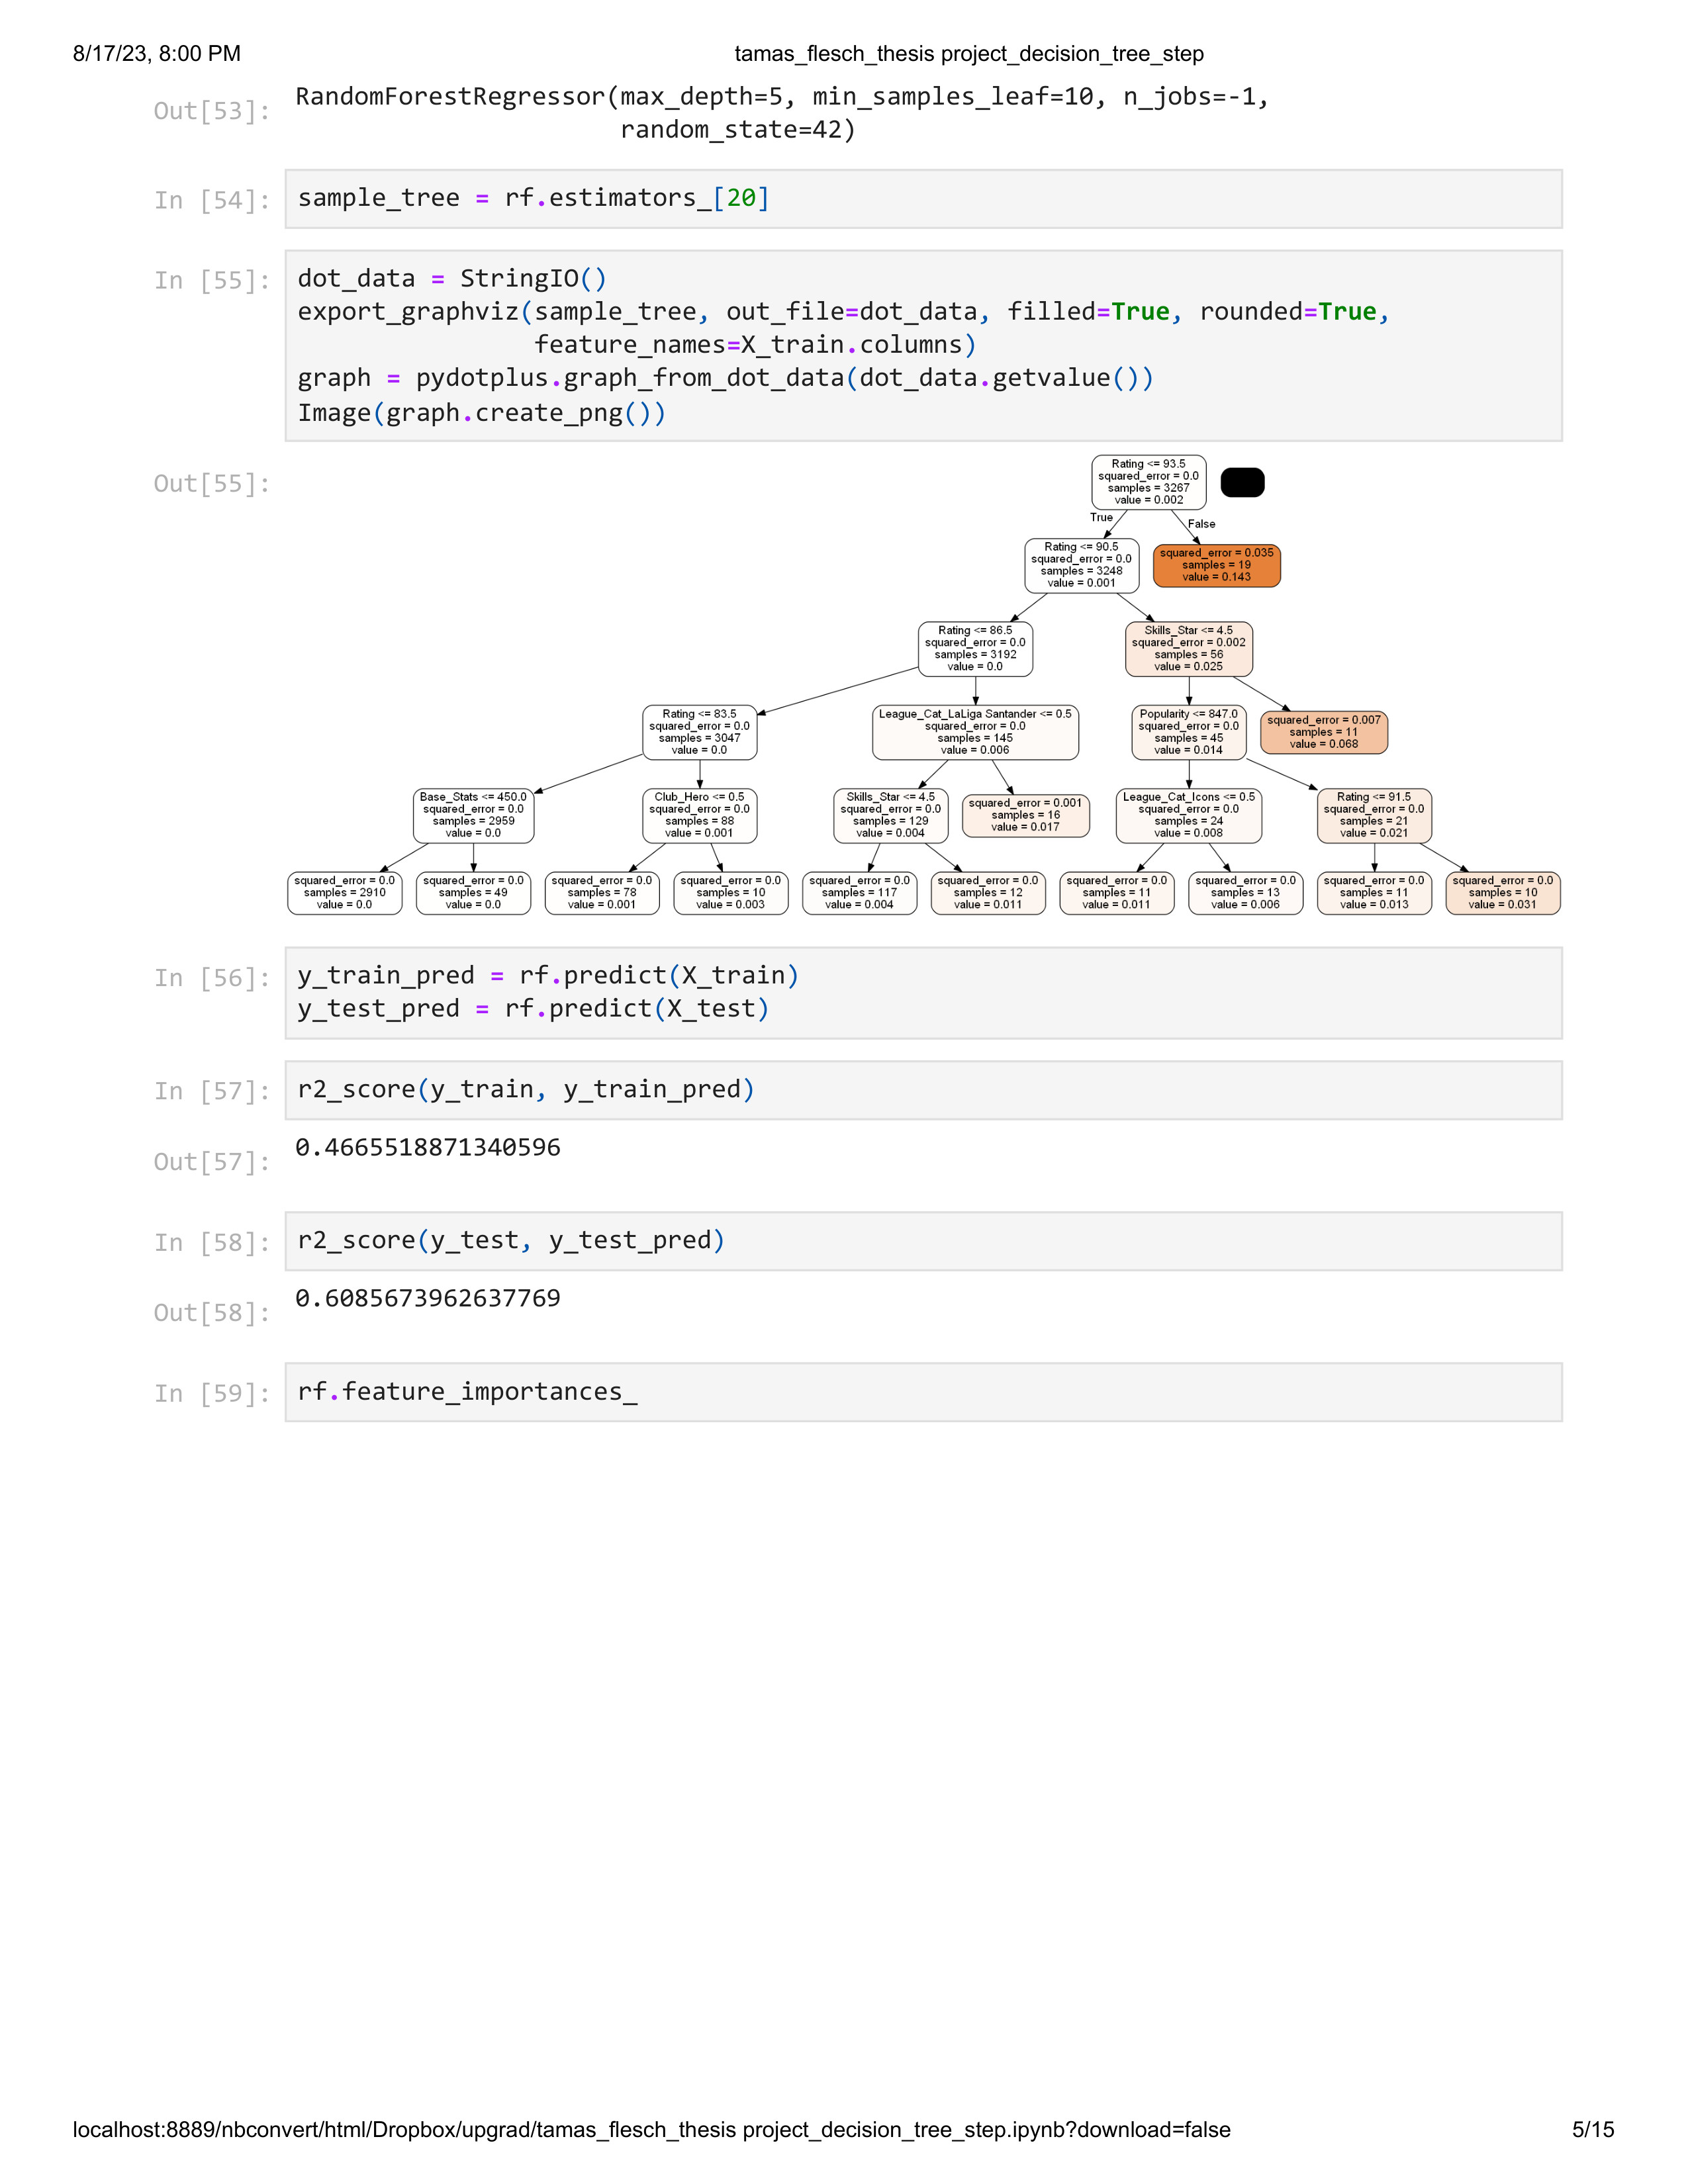 8/17/23, 8:00 PM
tamas_flesch_thesis project_decision_tree_step
Out[53]:
RandomForestRegressor(max_depth=5, min_samples_leaf=10, n_jobs=-1,
random_state=42)
In [54]:
sample_tree = rf.estimators_[20]
In [55]:
dot_data = StringIO()
export_graphviz(sample_tree, out_file=dot_data, filled=True, rounded=True,
feature_names=X_train.columns)
graph = pydotplus.graph_from_dot_data(dot_data.getvalue())
Image(graph.create_png())
Out[55]:
Rating <= 93.5
squared_error = 0.0
samples = 3267
value = 0.002
True
False
Rating <= 90.5
squared_error = 0.0
samples = 3248
value = 0.001
squared_error = 0.035
samples = 19
value = 0.143
Rating <= 86.5
squared_error = 0.0
samples = 3192
value = 0.0
Skills_Star <= 4.5
squared_error = 0.002
samples = 56
value = 0.025
Rating <= 83.5
squared_error = 0.0
samples = 3047
value = 0.0
League_Cat_LaLiga Santander <= 0.5
squared_error = 0.0
samples = 145
value = 0.006
Popularity <= 847.0
squared_error = 0.0
samples = 45
value = 0.014
squared_error = 0.007
samples = 11
value = 0.068
Base_Stats <= 450.0
squared_error = 0.0
samples = 2959
value = 0.0
Club_Hero <= 0.5
squared_error = 0.0
samples = 88
value = 0.001
Skills_Star <= 4.5
squared_error = 0.0
samples = 129
value = 0.004
squared_error = 0.001
samples = 16
value = 0.017
League_Cat_Icons <= 0.5
squared_error = 0.0
samples = 24
value = 0.008
Rating <= 91.5
squared_error = 0.0
samples = 21
value = 0.021
squared_error = 0.0
samples = 2910
value = 0.0
squared_error = 0.0
samples = 49
value = 0.0
squared_error = 0.0
samples = 78
value = 0.001
squared_error = 0.0
samples = 10
value = 0.003
squared_error = 0.0
samples = 117
value = 0.004
squared_error = 0.0
samples = 12
value = 0.011
squared_error = 0.0
samples = 11
value = 0.011
squared_error = 0.0
samples = 13
value = 0.006
squared_error = 0.0
samples = 11
value = 0.013
squared_error = 0.0
samples = 10
value = 0.031
In [56]:
y_train_pred = rf.predict(X_train)
y_test_pred = rf.predict(X_test)
In [57]:
r2_score(y_train, y_train_pred)
Out[57]:
0.4665518871340596
In [58]:
r2_score(y_test, y_test_pred)
Out[58]:
0.6085673962637769
In [59]:
rf.feature_importances_
localhost:8889/nbconvert/html/Dropbox/upgrad/tamas_flesch_thesis project_decision_tree_step.ipynb?download=false
5/15